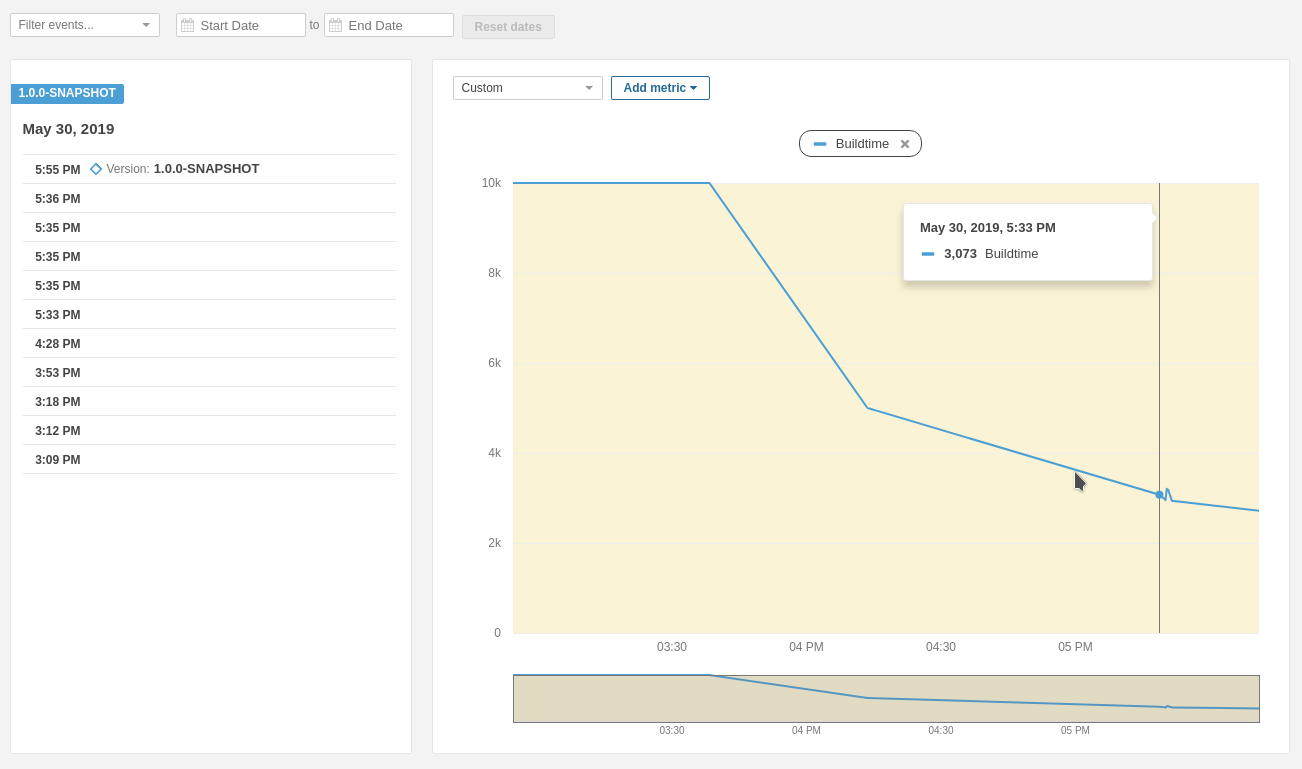 Filter events...
Start Date
to
End Date
Reset dates
1.0.0-SNAPSHOT
May 30, 2019
5:55 PM Version: 1.0.0-SNAPSHOT
5:36 PM
5:35 PM
5:35 PM
5:35 PM
5:33 PM
4:28 PM
3:53 PM
3:18 PM
3:12 PM
3:09 PM
Custom
Add metric
Buildtime
10k
8k
6k
4k
2k
0
May 30, 2019, 5:33 PM
3,073 Buildtime
03:30 04 PM 04:30 05 PM
03:30 04 PM 04:30 05 PM